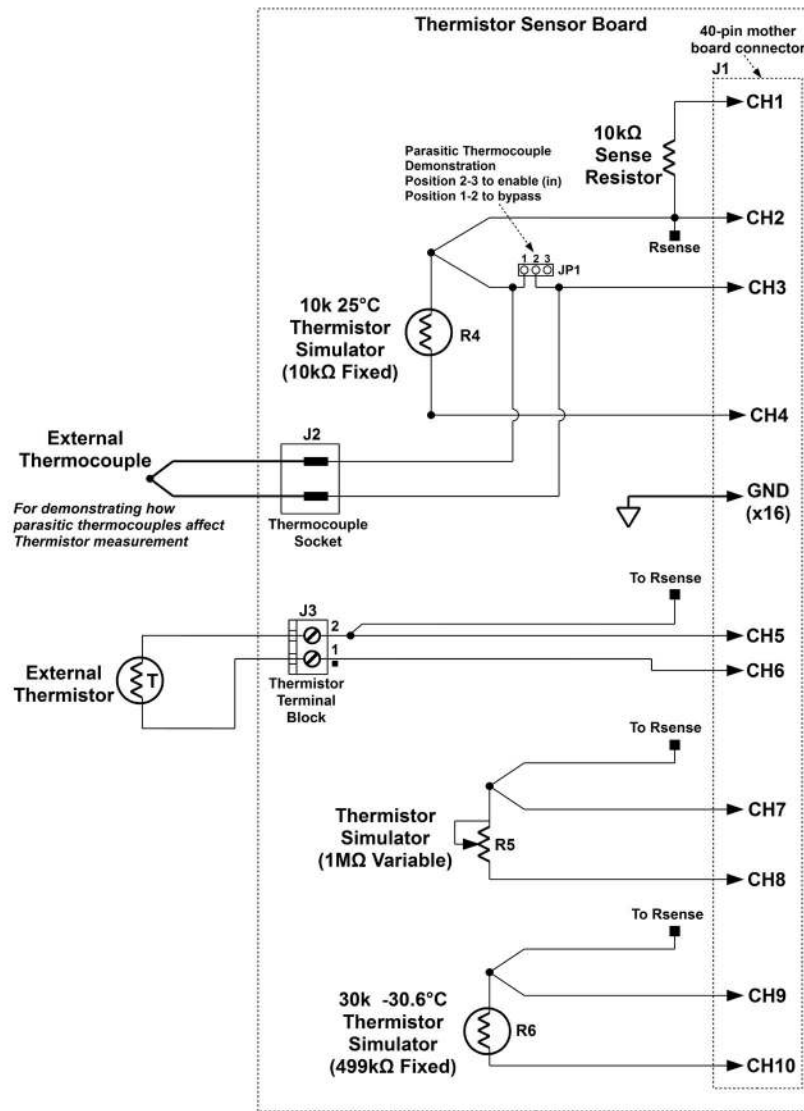 Thermistor Sensor Board
40-pin mother
board connector
J1
CH1
10kΩ
Sense
Resistor
Parasitic Thermocouple
Demonstration
Position 2-3 to enable (in)
Position 1-2 to bypass
CH2
Rsense
1 2 3
JP1
CH3
10k 25°C
Thermistor
Simulator
(10kΩ Fixed)
R4
CH4
External
Thermocouple
J2
For demonstrating how
parasitic thermocouples affect
Thermistor measurement
Thermocouple
Socket
GND
(x16)
To Rsense
J3
2
CH5
1
CH6
External
Thermistor
T
Thermistor
Terminal
Block
To Rsense
CH7
Thermistor
Simulator
(1MΩ Variable)
R5
CH8
To Rsense
CH9
30k -30.6°C
Thermistor
Simulator
(499kΩ Fixed)
R6
CH10